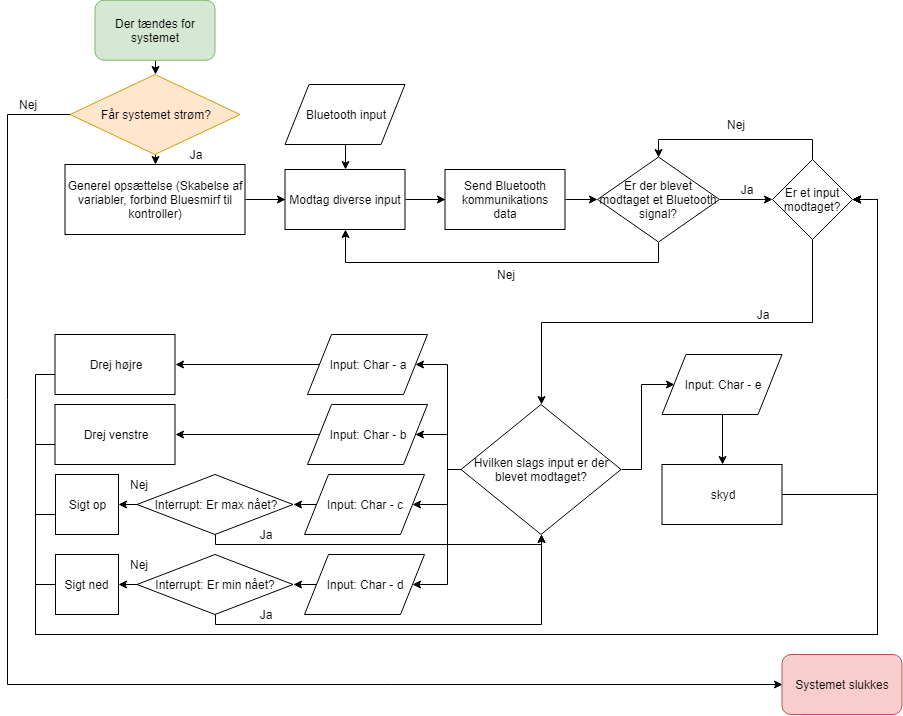 Der tændes for
systemet
Nej
Får systemet strøm?
Ja
Generel opsættelse (Skabelse af
variabler, forbind Bluesmirf til
kontroller)
Bluetooth input
Modtag diverse input
Send Bluetooth
kommunikations
data
Er der blevet
modtaget et Bluetooth
signal?
Nej
Ja
Nej
Er et input
modtaget?
Ja
Drej højre
Input: Char - a
Input: Char - e
Drej venstre
Input: Char - b
Hvilken slags input er der
blevet modtaget?
skyd
Sigt op
Nej
Interrupt: Er max nået?
Input: Char - c
Ja
Sigt ned
Nej
Interrupt: Er min nået?
Input: Char - d
Ja
Systemet slukkes